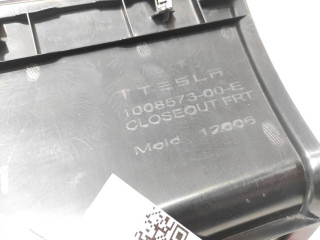 T TESLA
1008573-00-E
CLOSEOUT FRT
Mold 12006